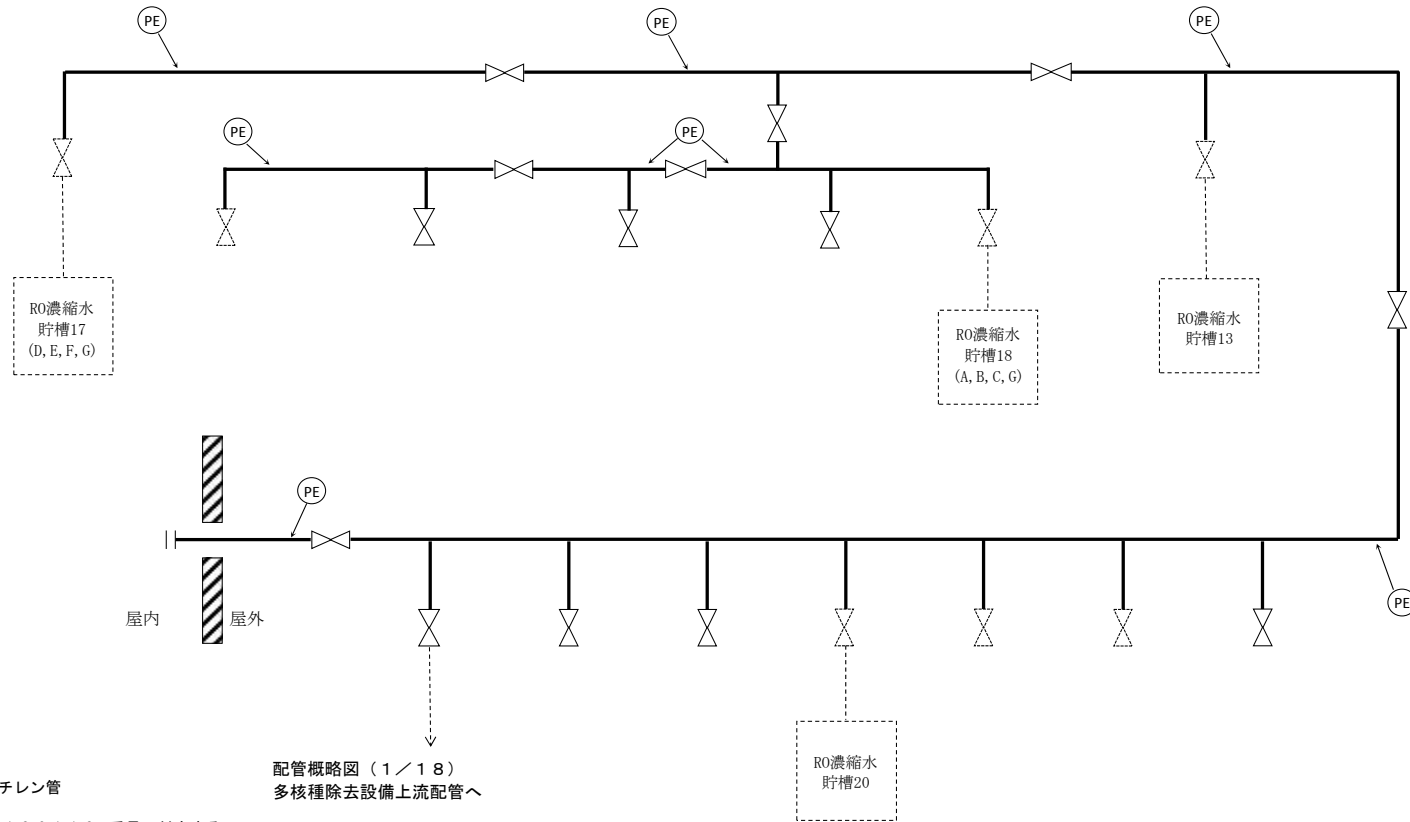 PE
PE
PE
PE
PE
RO濃縮水
貯槽17
(D,E,F,G)
RO濃縮水
貯槽18
(A,B,C,G)
RO濃縮水
貯槽13
PE
PE
屋内
屋外
配管概略図（１／１８）
多核種除去設備上流配管へ
RO濃縮水
貯槽20
チレン管